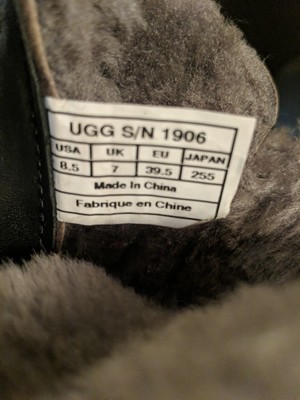 UGG S/N 1906
USA UK EU JAPAN
8.5 7 39.5 255
Made In China
Fabrique en Chine